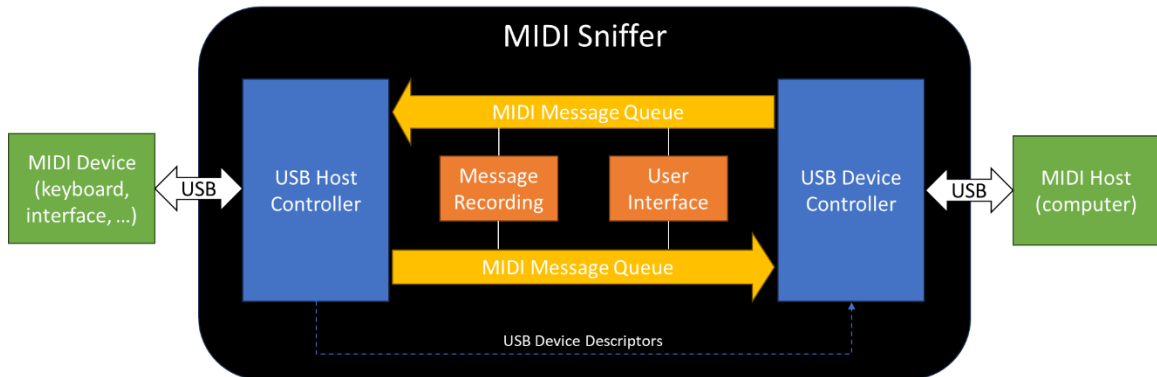 MIDI Sniffer
MIDI Message Queue
MIDI Device
(keyboard,
interface, ...)
USB
USB Host
Controller
Message
Recording
User
Interface
USB Device
Controller
USB
MIDI Host
(computer)
MIDI Message Queue
USB Device Descriptors